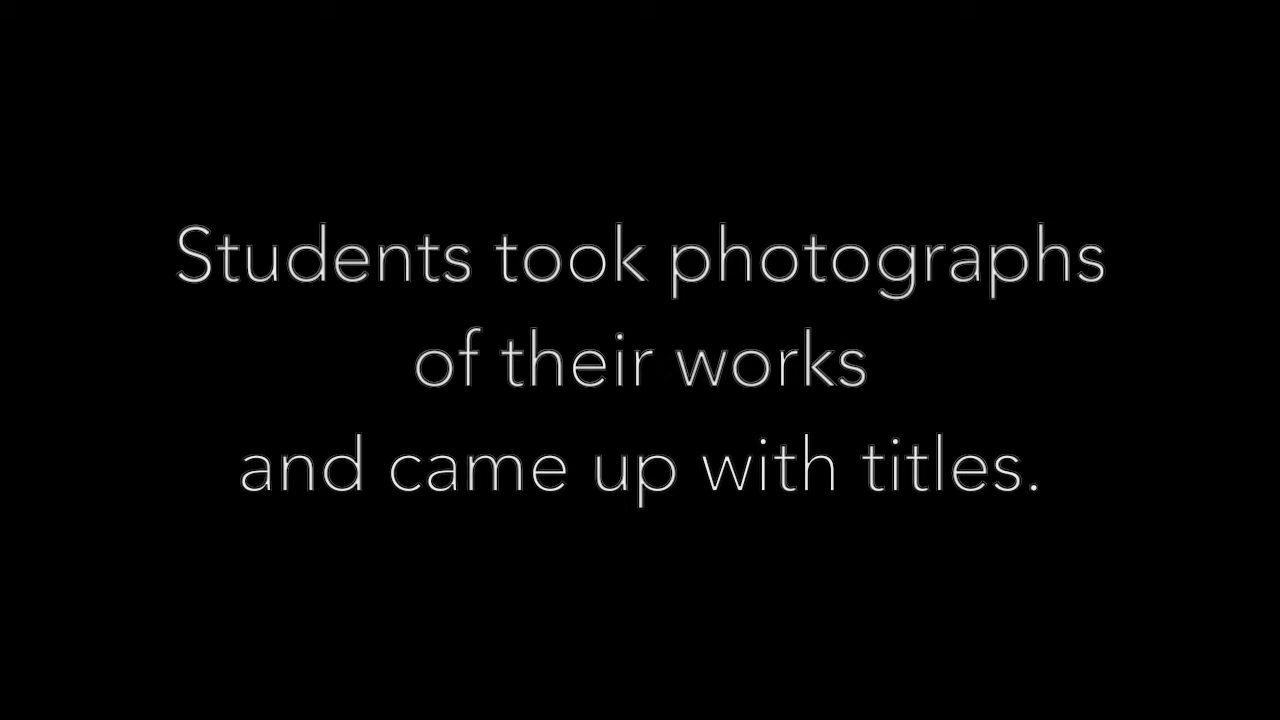 Students took photographs
of their works
and came up with titles.